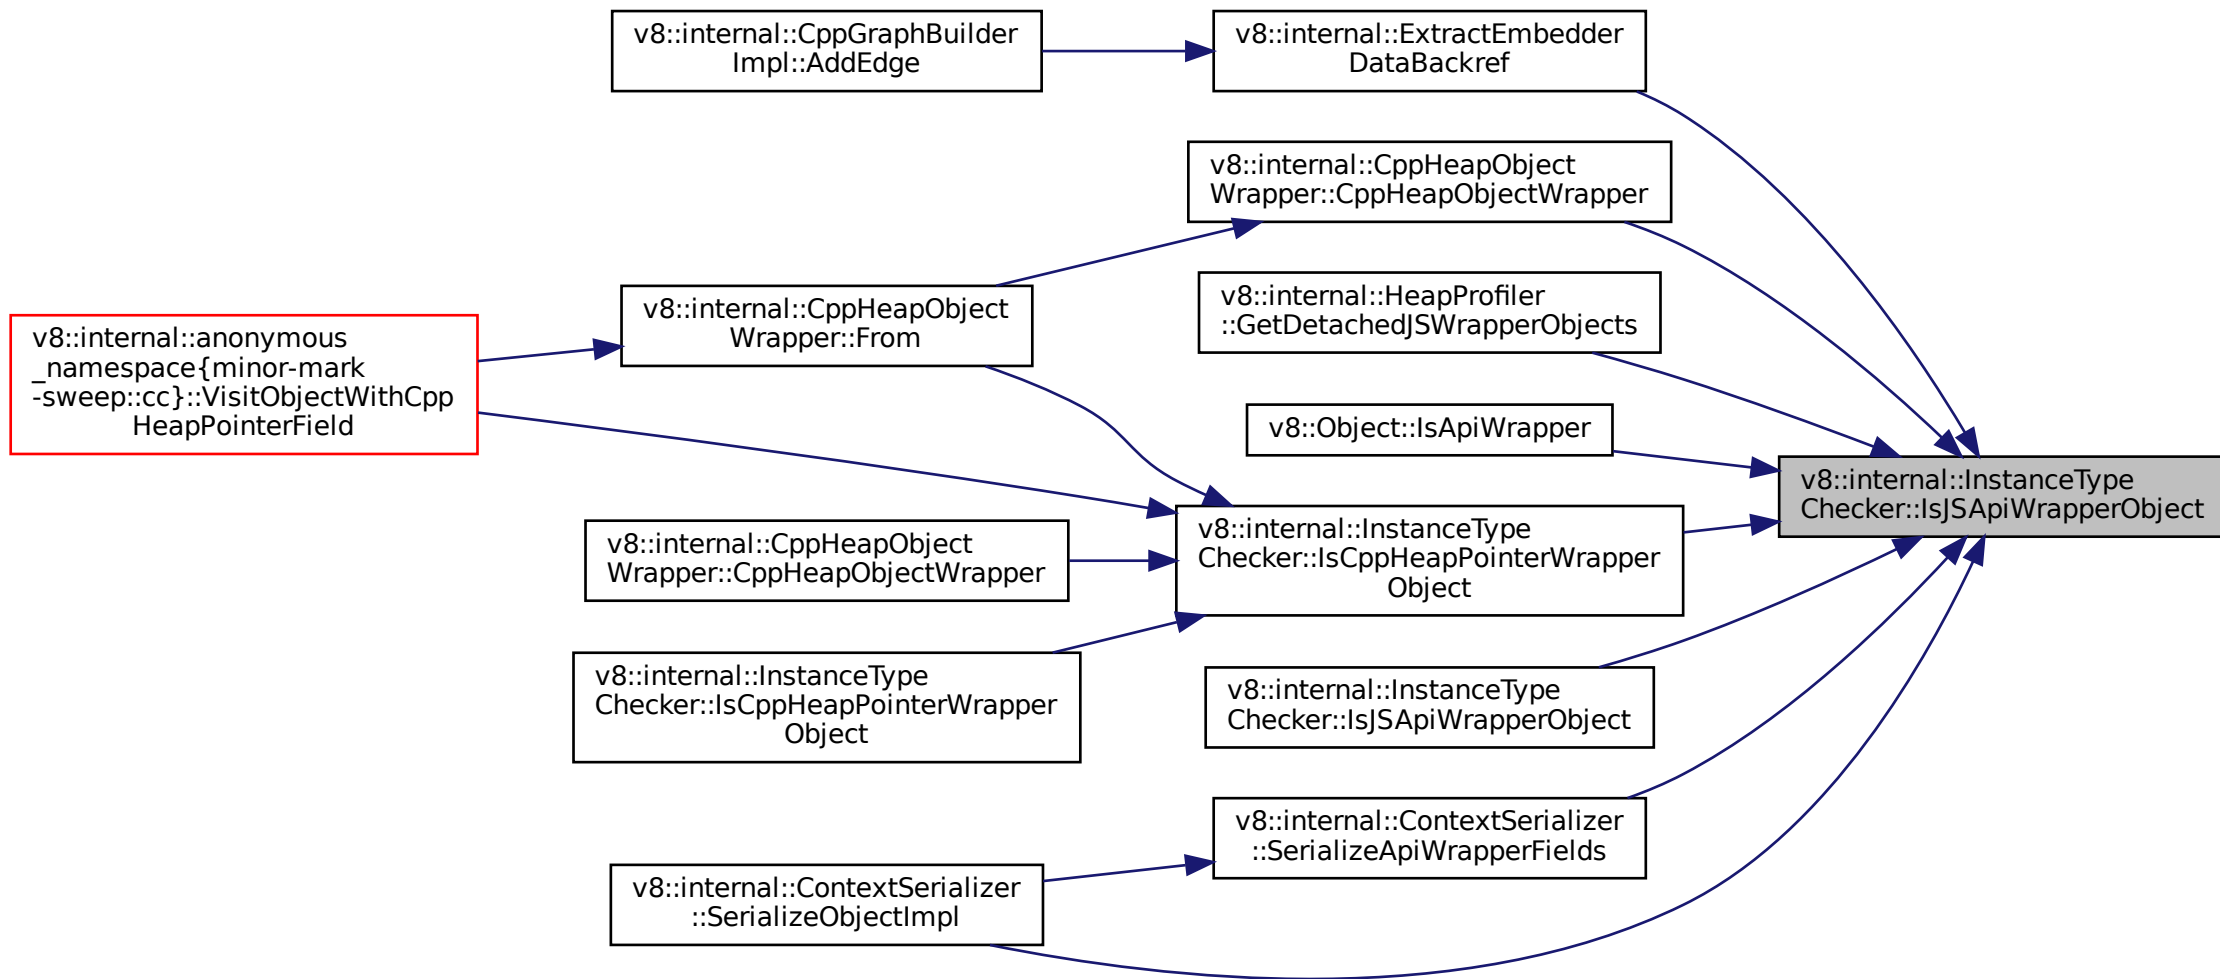 v8::internal::CppGraphBuilder
Impl::AddEdge
v8::internal::ExtractEmbedder
DataBackref
v8::internal::CppHeapObject
Wrapper::CppHeapObjectWrapper
v8::internal::HeapProfiler
::GetDetachedJSWrapperObjects
v8::internal::CppHeapObject
Wrapper::From
v8::internal::anonymous
_namespace{minor-mark
-sweep::cc}::VisitObjectWithCpp
HeapPointerField
v8::Object::IsApiWrapper
v8::internal::InstanceType
Checker::IsJSApiWrapperObject
v8::internal::InstanceType
Checker::IsCppHeapPointerWrapper
Object
v8::internal::CppHeapObject
Wrapper::CppHeapObjectWrapper
v8::internal::InstanceType
Checker::IsCppHeapPointerWrapper
Object
v8::internal::InstanceType
Checker::IsJSApiWrapperObject
v8::internal::ContextSerializer
::SerializeApiWrapperFields
v8::internal::ContextSerializer
::SerializeObjectImpl